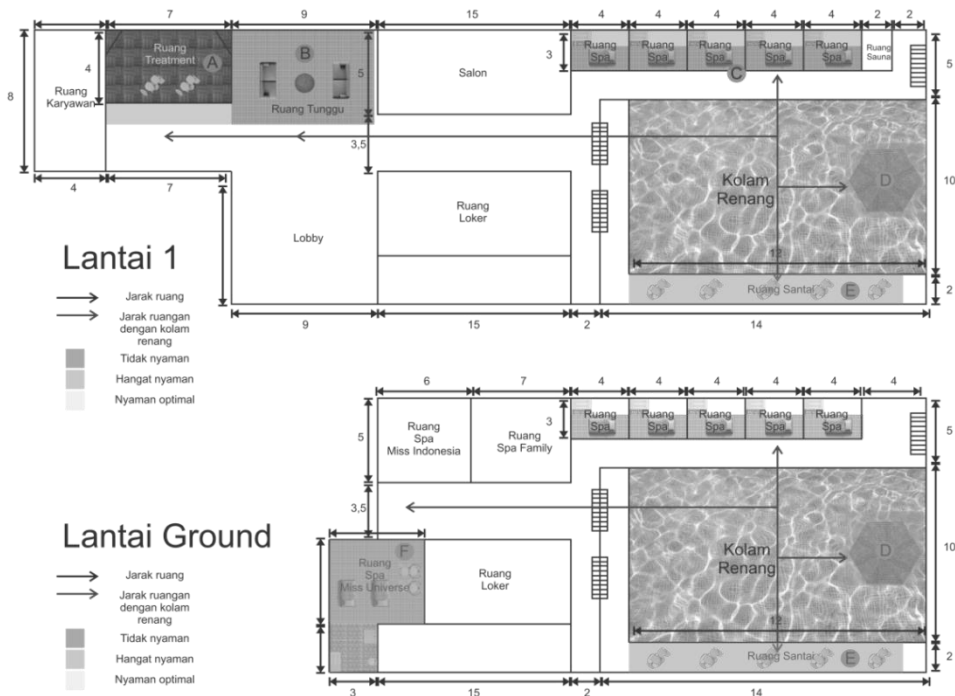 7
9
15
4
4
4
4
4
2
2
Ruang
Treatment
A
B
Ruang
Spa
Ruang
Spa
Ruang
Spa
Ruang
Spa
Ruang
Spa
Ruang
Sauna
3
5
4
5
8
Ruang
Karyawan
Salon
C
Ruang Tunggu
3,5
Kolam
Renang
D
10
4
7
Ruang
Loker
Lobby
12
Ruang Santai
E
2
9
15
2
14
Lantai 1
Jarak ruang
Jarak ruangan
dengan kolam
renang
Tidak nyaman
Hangat nyaman
Nyaman optimal
6
7
4
4
4
4
4
4
Ruang
Spa
Miss Indonesia
Ruang
Spa Family
Ruang
Spa
Ruang
Spa
Ruang
Spa
Ruang
Spa
Ruang
Spa
3
5
5
3,5
F
Ruang
Spa
Miss Universe
Ruang
Loker
Kolam
Renang
D
10
12
Ruang Santai
E
2
3
15
2
14
Lantai Ground
Jarak ruang
Jarak ruangan
dengan kolam
renang
Tidak nyaman
Hangat nyaman
Nyaman optimal